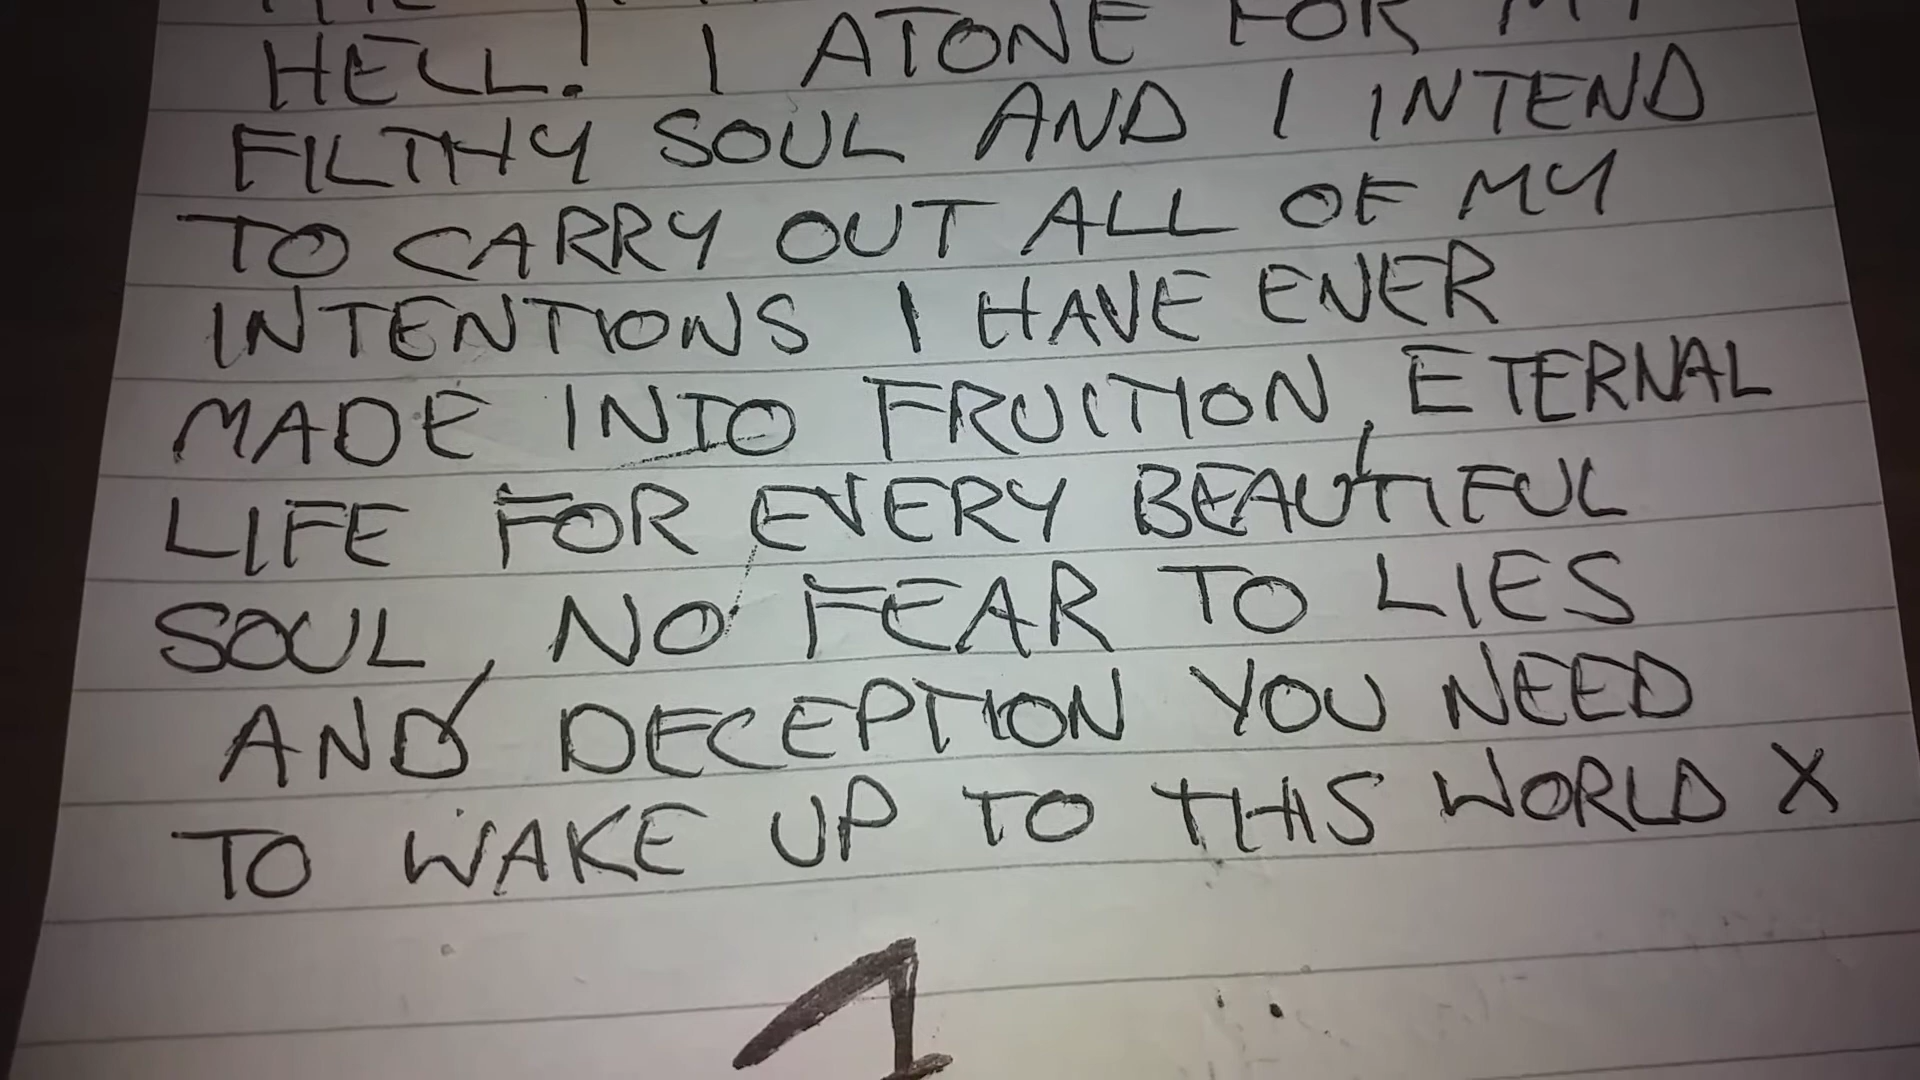 HELL! I ATONE FOR MY
FILTHY SOUL AND I INTEND
TO CARRY OUT ALL OF MY
INTENTIONS I HAVE EVER
MADE INTO FRUITION, ETERNAL
LIFE FOR EVERY BEAUTIFUL
SOUL, NO FEAR TO LIES
AND DECEPTION YOU NEED
TO WAKE UP TO THIS WORLD X
1